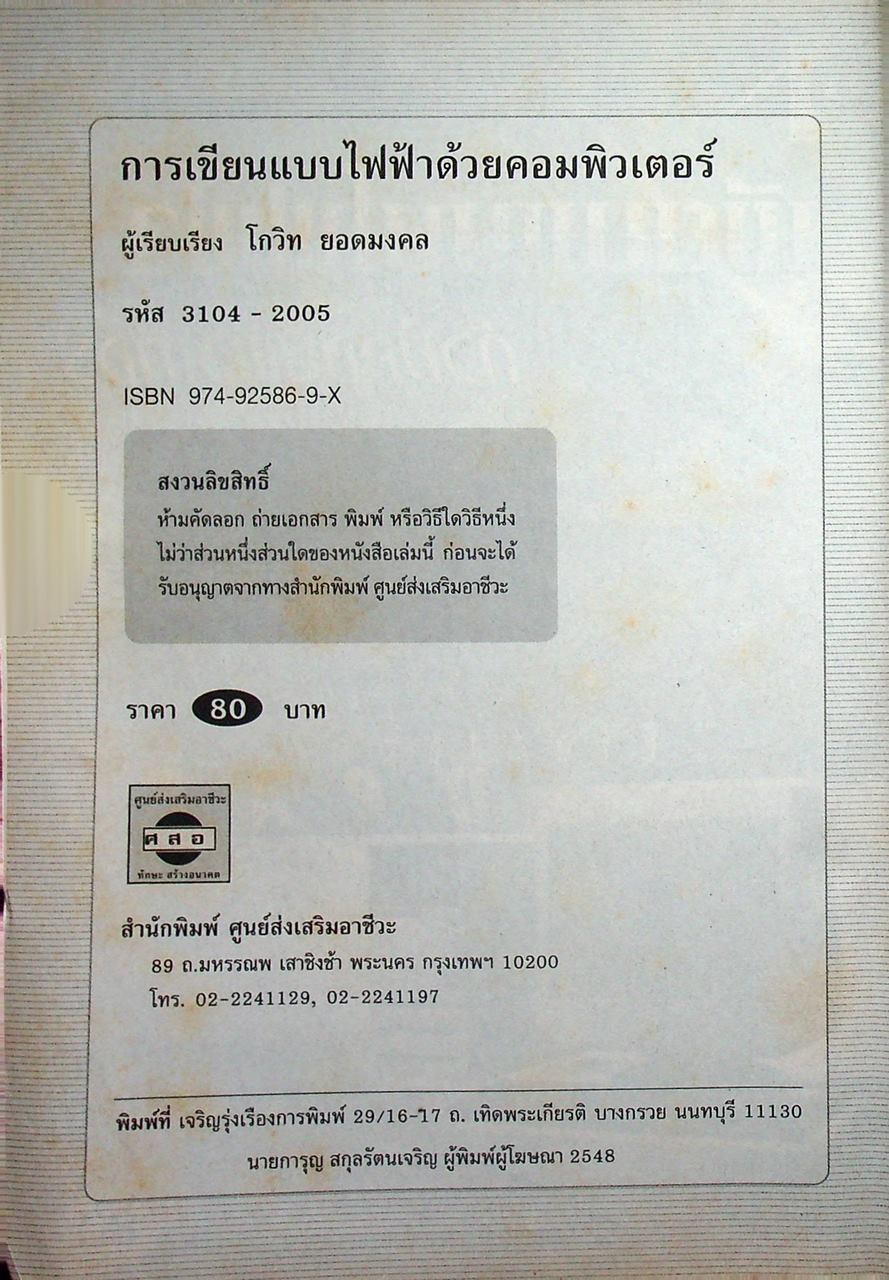 การเขียนแบบไฟฟ้าด้วยคอมพิวเตอร์
ผู้เรียบเรียง โกวิท ยอดมงคล
รหัส 3104 - 2005
ISBN 974-92586-9-X
สงวนลิขสิทธิ์
ห้ามคัดลอก ถ่ายเอกสาร พิมพ์ หรือวิธีใดวิธีหนึ่ง
ไม่ว่าส่วนหนึ่งส่วนใดของหนังสือเล่มนี้ ก่อนจะได้
รับอนุญาตจากทางสำนักพิมพ์ ศูนย์ส่งเสริมอาชีวะ
ราคา 80 บาท
ศูนย์ส่งเสริมอาชีวะ
ศ ส อ
ทักษะ สร้างอนาคต
สำนักพิมพ์ ศูนย์ส่งเสริมอาชีวะ
89 ถ.มหรรณพ เสาชิงช้า พระนคร กรุงเทพฯ 10200
โทร. 02-2241129, 02-2241197
พิมพ์ที่ เจริญรุ่งเรืองการพิมพ์ 29/16-17 ถ. เทิดพระเกียรติ บางกรวย นนทบุรี 11130
นายการุญ สกุลรัตนเจริญ ผู้พิมพ์ผู้โฆษณา 2548